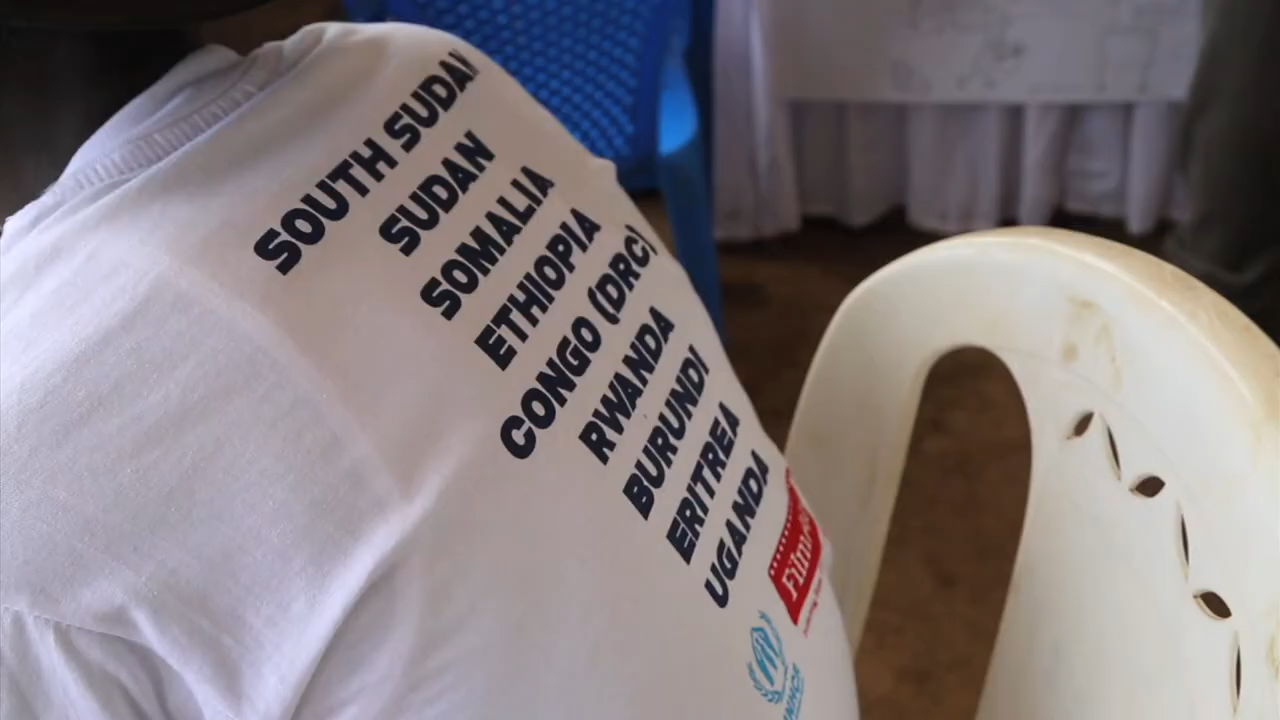 SOUTH SUDAN
SUDAN
SOMALIA
ETHIOPIA
CONGO (DRC)
RWANDA
BURUNDI
ERITREA
UGANDA